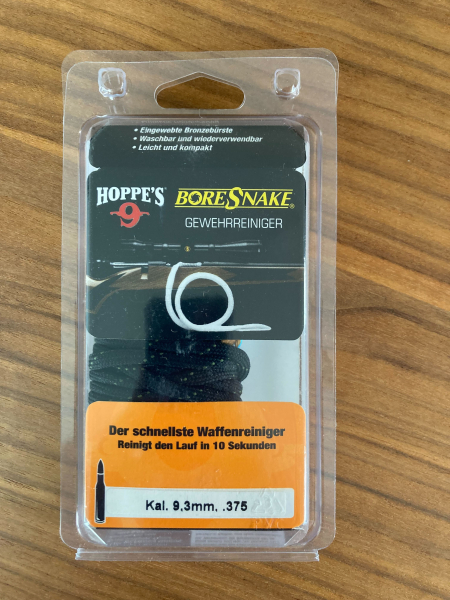 • Eingewebte Bronzebürste
• Waschbar und wiederverwendbar
• Leicht und kompakt
HOPPE'S
9
BORESNAKE®
GEWEHRREINIGER
Der schnellste Waffenreiniger
Reinigt den Lauf in 10 Sekunden
Kal. 9,3mm, .375